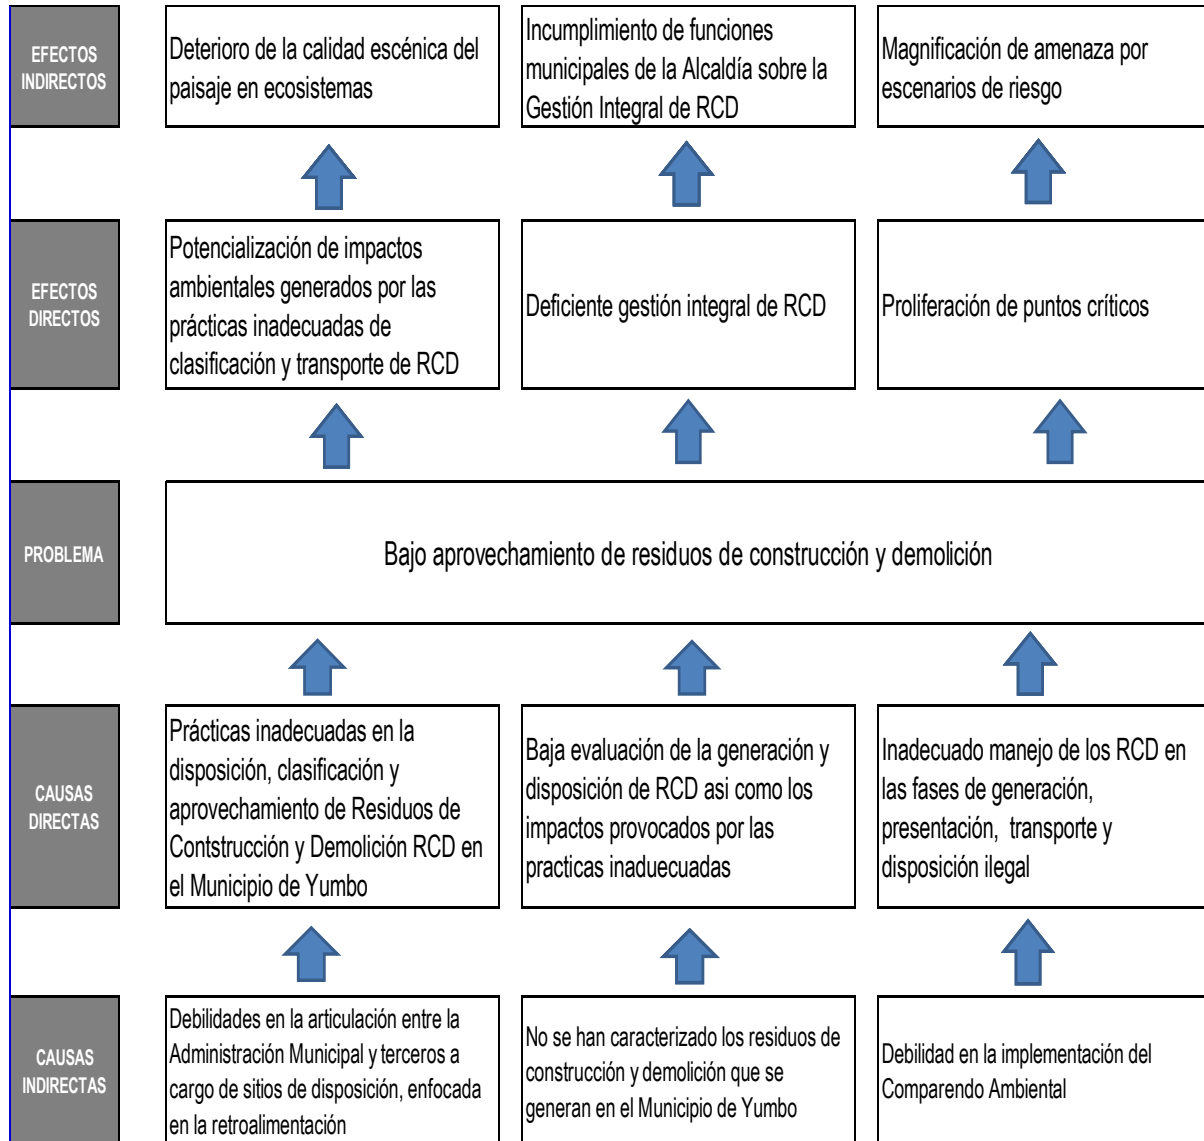 EFECTOS
INDIRECTOS
Deterioro de la calidad escénica del
paisaje en ecosistemas
Incumplimiento de funciones
municipales de la Alcaldía sobre la
Gestión Integral de RCD
Magnificación de amenaza por
escenarios de riesgo
EFECTOS
DIRECTOS
Potencialización de impactos
ambientales generados por las
prácticas inadecuadas de
clasificación y transporte de RCD
Deficiente gestión integral de RCD
Proliferación de puntos críticos
PROBLEMA
Bajo aprovechamiento de residuos de construcción y demolición
CAUSAS
DIRECTAS
Prácticas inadecuadas en la
disposición, clasificación y
aprovechamiento de Residuos de
Contstrucción y Demolición RCD en
el Municipio de Yumbo
Baja evaluación de la generación y
disposición de RCD asi como los
impactos provocados por las
practicas inaduecuadas
Inadecuado manejo de los RCD en
las fases de generación,
presentación, transporte y
disposición ilegal
CAUSAS
INDIRECTAS
Debilidades en la articulación entre la
Administración Municipal y terceros a
cargo de sitios de disposición, enfocada
en la retroalimentación
No se han caracterizado los residuos de
construcción y demolición que se
generan en el Municipio de Yumbo
Debilidad en la implementación del
Comparendo Ambiental